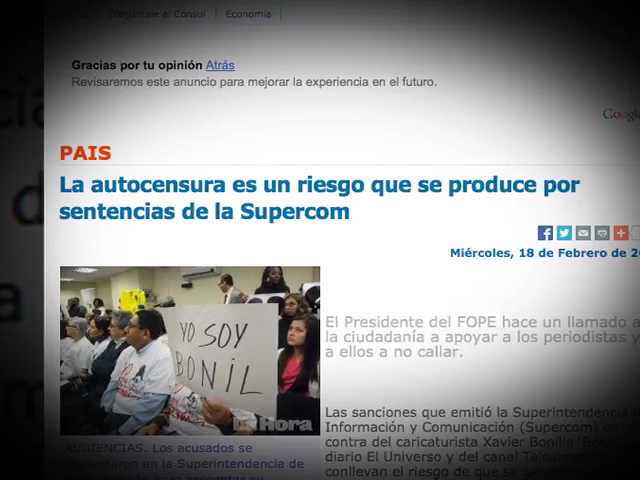 Pregúntale al Cónsul | Economía
Gracias por tu opinión Atrás
Revisaremos este anuncio para mejorar la experiencia en el futuro.
Google
PAIS
La autocensura es un riesgo que se produce por
sentencias de la Supercom
Miércoles, 18 de Febrero de
YO SOY
BONIL
Hora
El Presidente del FOPE hace un llamado a
la ciudadanía a apoyar a los periodistas y
a ellos a no callar.
AUDIENCIAS. Los acusados se
en la Superintendencia de
Las sanciones que emitió la Superintendencia
Información y Comunicación (Supercom) en
contra del caricaturista Xavier Bonilla
diario El Universo y del canal
conllevan el riesgo de que se